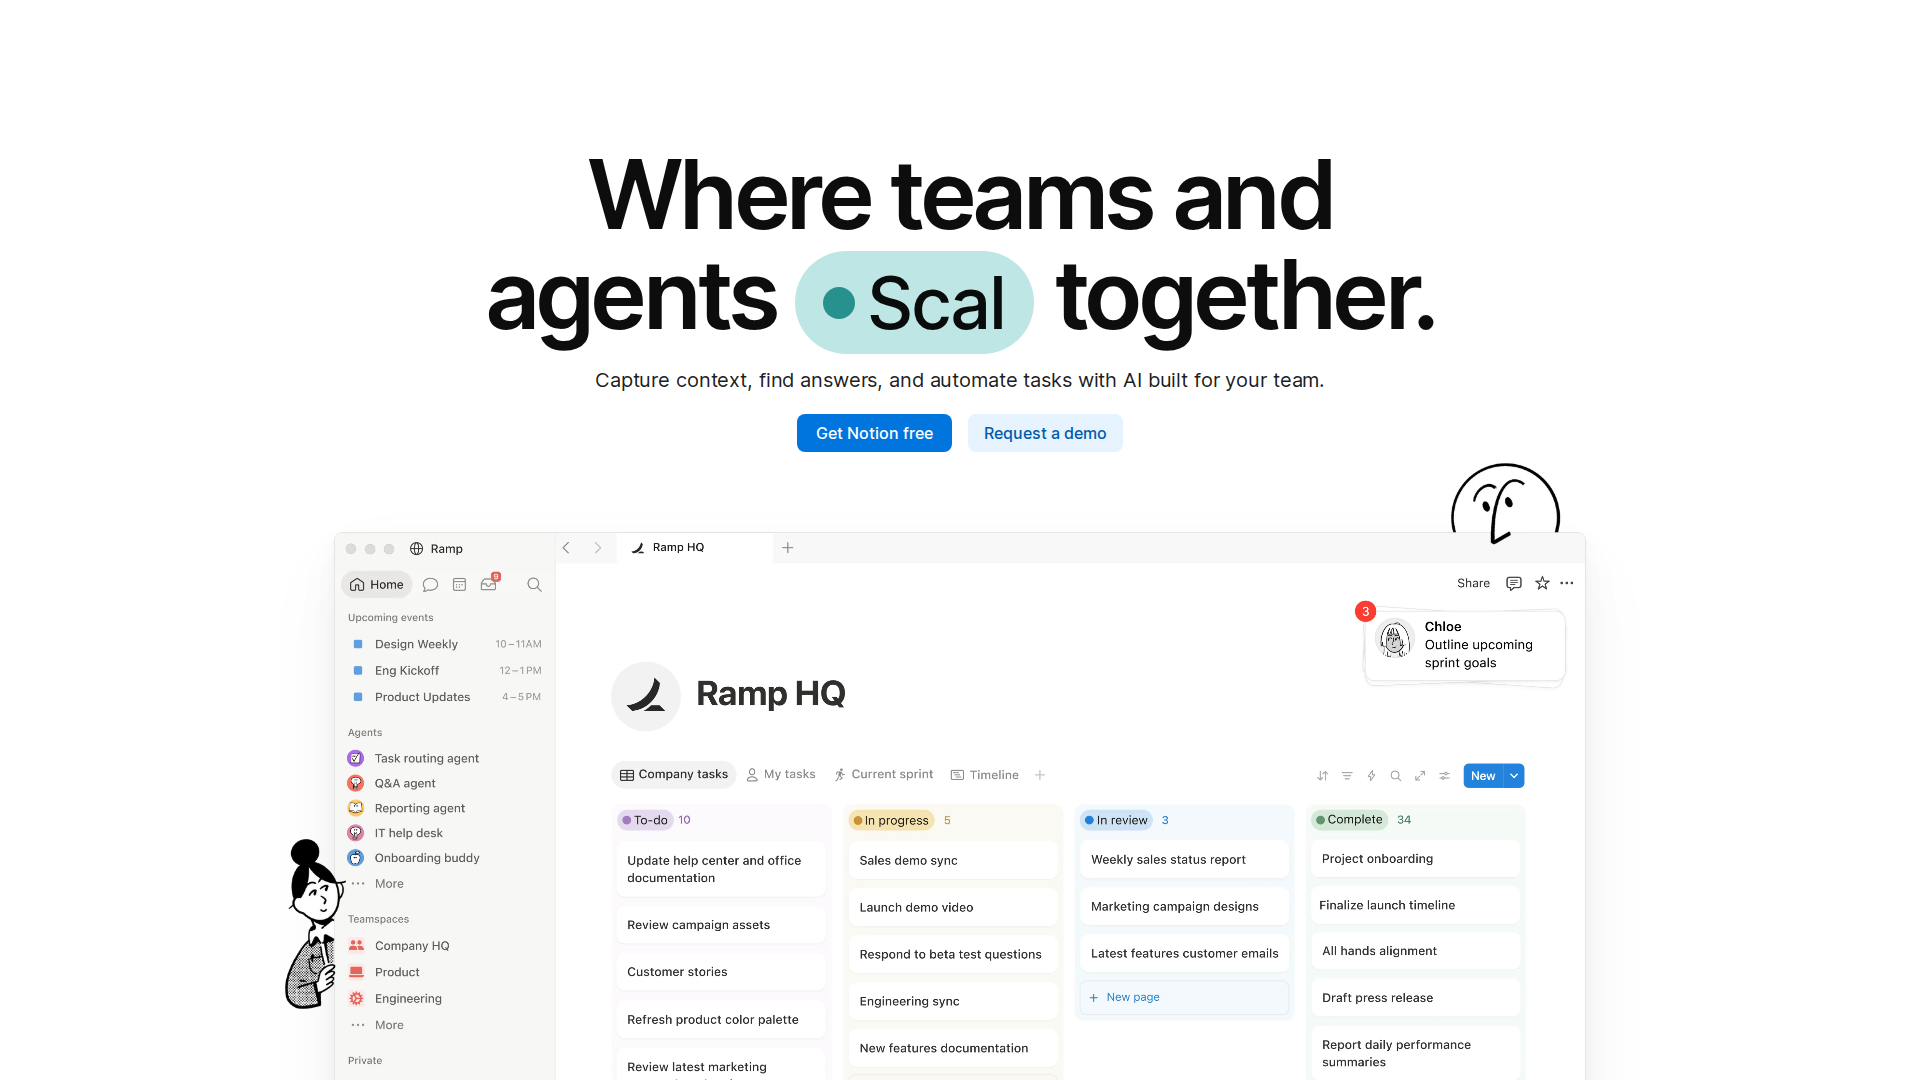 Where teams and
agents Scal together.
Capture context, find answers, and automate tasks with AI built for your team.
Get Notion free
Request a demo
Ramp
Ramp HQ
Home
9
Share
Upcoming events
Design Weekly 10–11AM
Eng Kickoff 12–1PM
Product Updates 4–5PM
3
Chloe
Outline upcoming
sprint goals
Ramp HQ
Agents
Task routing agent
Q&A agent
Reporting agent
IT help desk
Onboarding buddy
More
Teamspaces
Company HQ
Product
Engineering
More
Private
Company tasks
My tasks
Current sprint
Timeline
New
To-do 10
Update help center and office
documentation
Review campaign assets
Customer stories
Refresh product color palette
Review latest marketing
In progress 5
Sales demo sync
Launch demo video
Respond to beta test questions
Engineering sync
New features documentation
In review 3
Weekly sales status report
Marketing campaign designs
Latest features customer emails
New page
Complete 34
Project onboarding
Finalize launch timeline
All hands alignment
Draft press release
Report daily performance
summaries